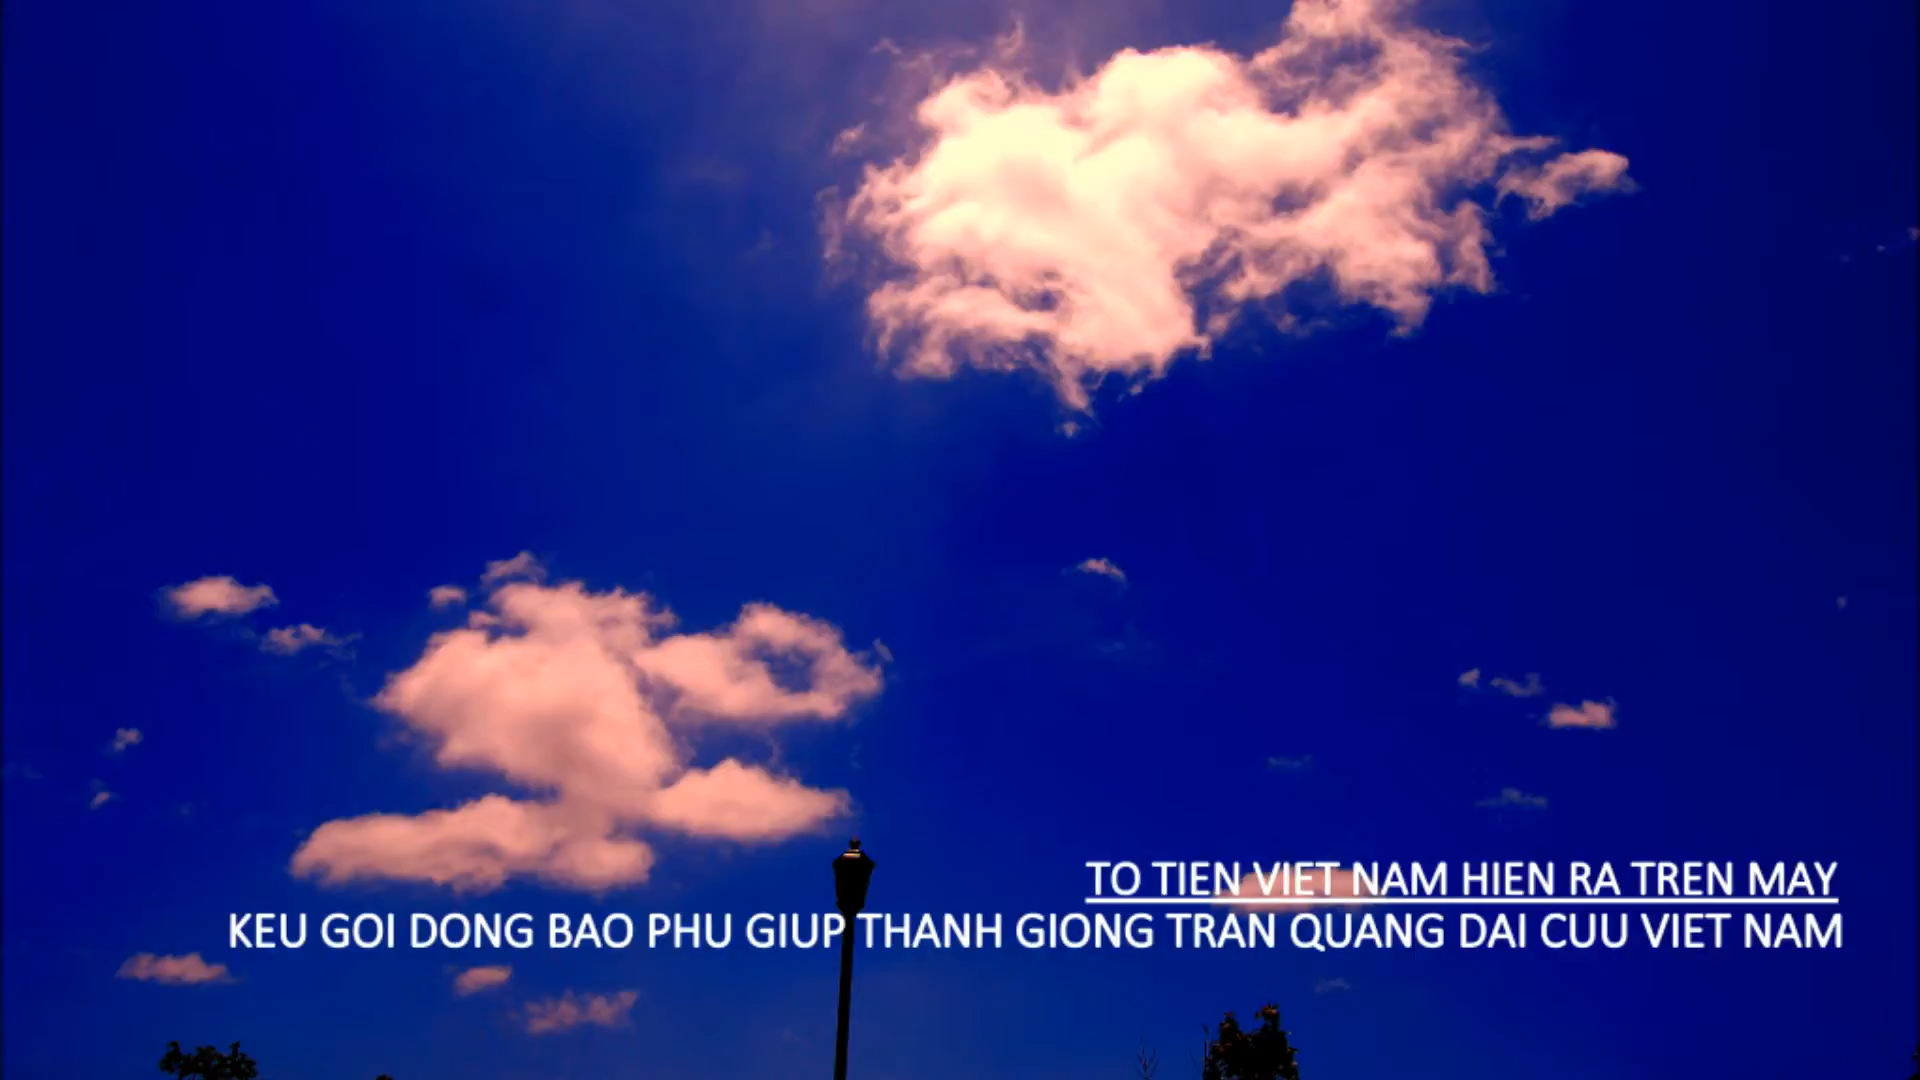 TO TIEN VIET NAM HIEN RA TREN MAY
KEU GOI DONG BAO PHU GIUP THANH GIONG TRAN QUANG DAI CUU VIET NAM